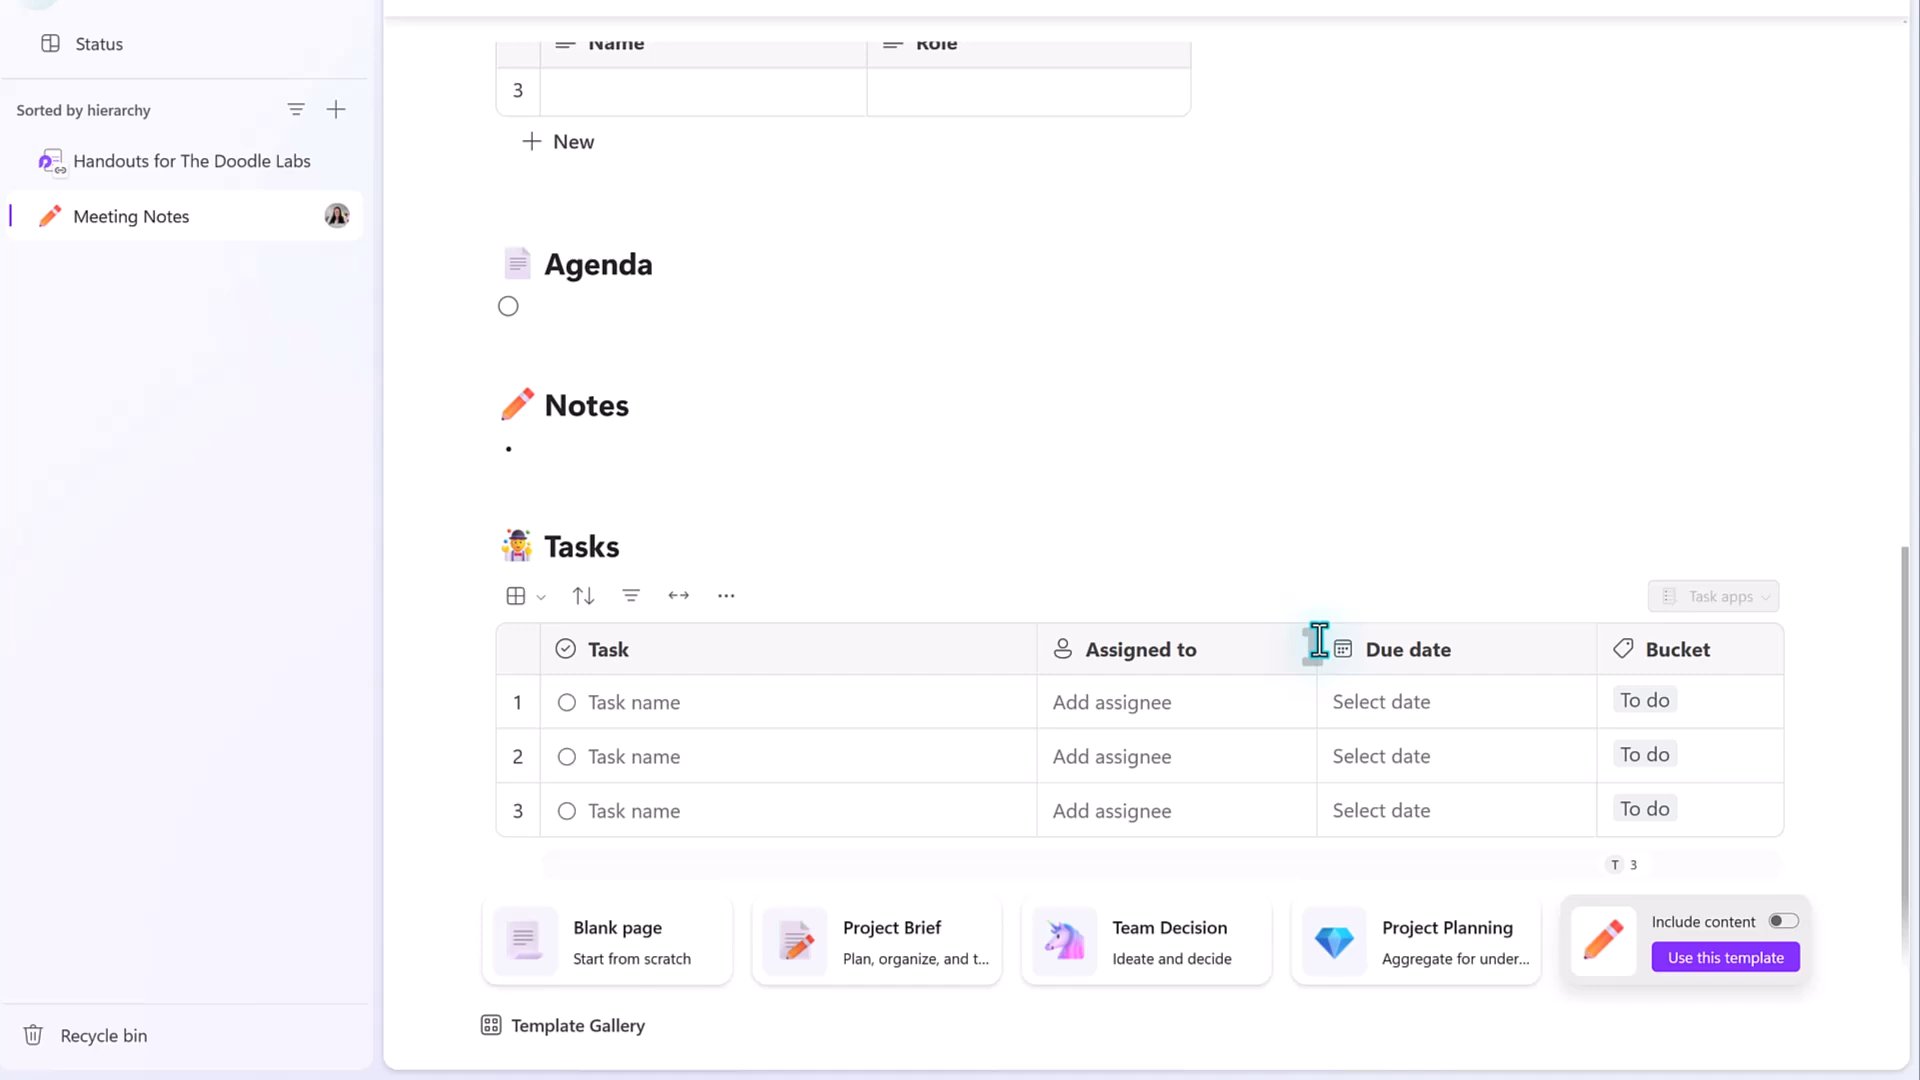 Status
Sorted by hierarchy
Handouts for The Doodle Labs
Meeting Notes
Recycle bin
Name Role
3
New
Agenda
Notes
Tasks
Task apps
Task Assigned to Due date Bucket
1 Task name Add assignee Select date To do
2 Task name Add assignee Select date To do
3 Task name Add assignee Select date To do
T 3
Blank page
Start from scratch
Project Brief
Plan, organize, and t...
Team Decision
Ideate and decide
Project Planning
Aggregate for under...
Include content
Use this template
Template Gallery